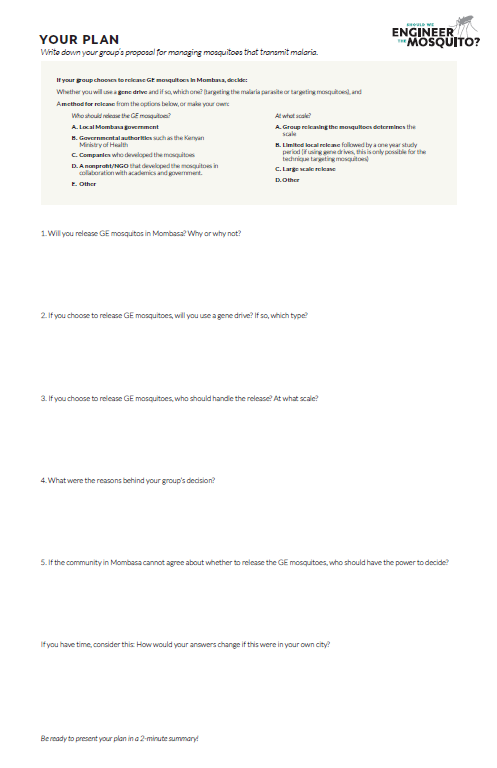 YOUR PLAN
Write down your group's proposal for managing mosquitoes that transmit malaria.
SHOULD WE
ENGINEER
THE MOSQUITO?
If your group chooses to release GE mosquitoes in Mombasa, decide:
Whether you will use a gene drive and if so, which one? (targeting the malaria parasite or targeting mosquitoes), and
A method for release from the options below, or make your own:
Who should release the GE mosquitoes?
A. Local Mombasa government
B. Governmental authorities such as the Kenyan
Ministry of Health
C. Companies who developed the mosquitoes
D. A nonprofit/NGO that developed the mosquitoes in
collaboration with academics and government.
E. Other
At what scale?
A. Group releasing the mosquitoes determines the
scale
B. Limited local release followed by a one year study
period (if using gene drives, this is only possible for the
technique targeting mosquitoes)
C. Large scale release
D. Other
1. Will you release GE mosquitos in Mombasa? Why or why not?
2. If you choose to release GE mosquitoes, will you use a gene drive? If so, which type?
3. If you choose to release GE mosquitoes, who should handle the release? At what scale?
4. What were the reasons behind your group's decision?
5. If the community in Mombasa cannot agree about whether to release the GE mosquitoes, who should have the power to decide?
If you have time, consider this: How would your answers change if this were in your own city?
Be ready to present your plan in a 2-minute summary!